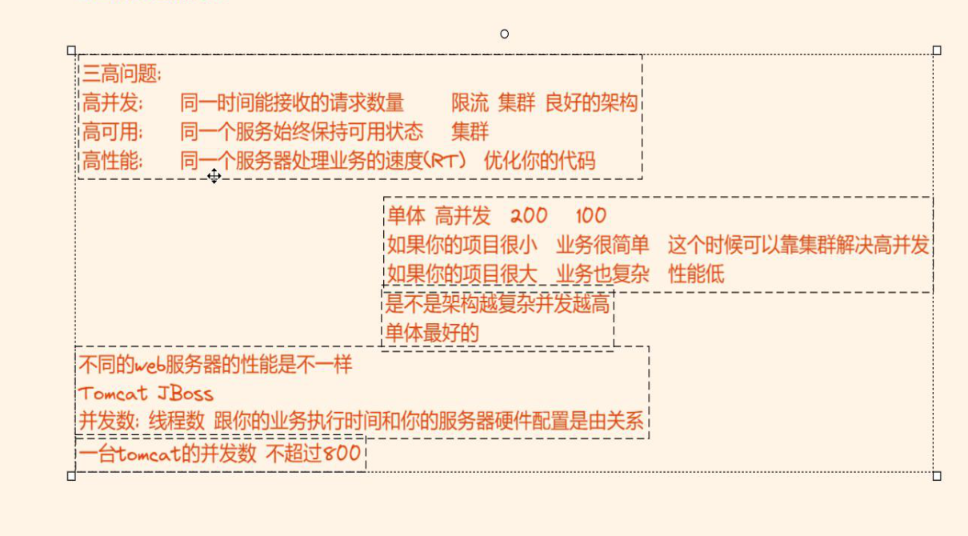 三高问题;
高并发; 同一时间能接收的请求数量 限流 集群 良好的架构
高可用: 同一个服务始终保持可用状态 集群
高性能: 同一个服务器处理业务的速度(RT) 优化你的代码
单体 高并发 200 100
如果你的项目很小 业务很简单 这个时候可以靠集群解决高并发
如果你的项目很大 业务也复杂 性能低
是不是架构越复杂并发越高
单体最好的
不同的web服务器的性能是不一样
Tomcat JBoss
并发数: 线程数 跟你的业务执行时间和你的服务器硬件配置是由关系
一台tomcat的并发数 不超过800